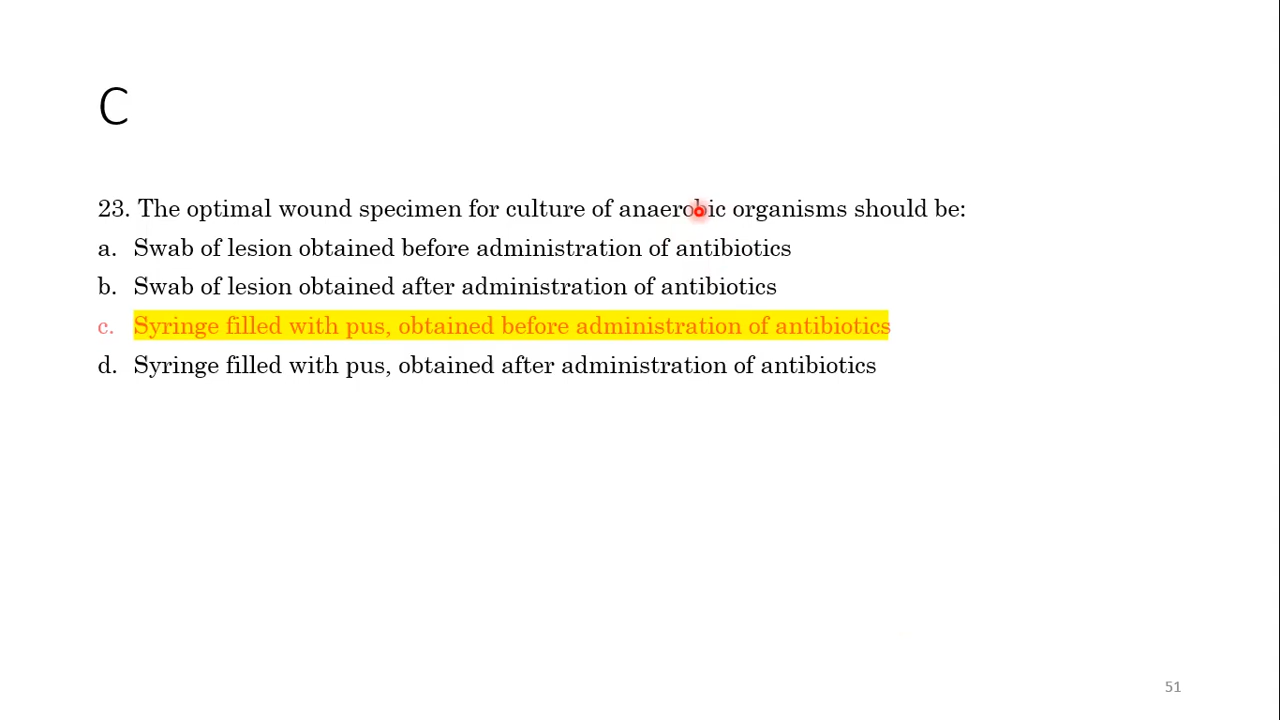 C
23. The optimal wound specimen for culture of anaerobic organisms should be:
a. Swab of lesion obtained before administration of antibiotics
b. Swab of lesion obtained after administration of antibiotics
c. Syringe filled with pus, obtained before administration of antibiotics
d. Syringe filled with pus, obtained after administration of antibiotics
51